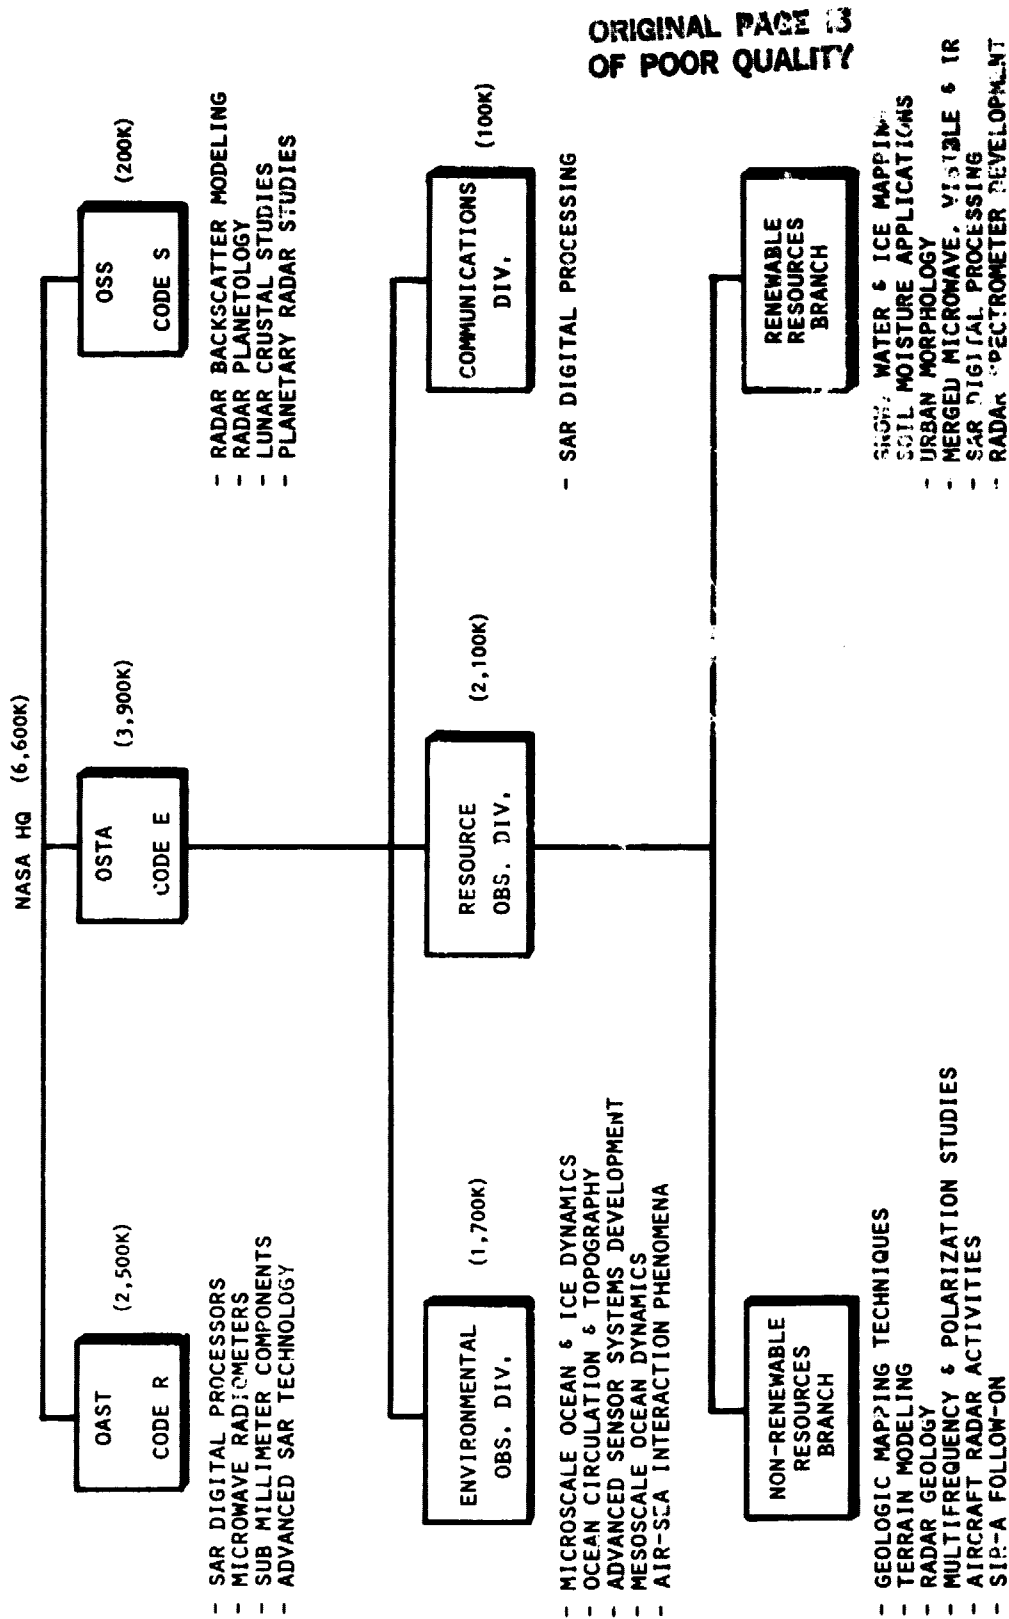 ORIGINAL PAGE IS
OF POOR QUALITY
NASA HQ (6,600K)
OAST
CODE R
(2,500K)
- SAR DIGITAL PROCESSORS
- MICROWAVE RADIOMETERS
- SUB MILLIMETER COMPONENTS
- ADVANCED SAR TECHNOLOGY
OSTA
CODE E
(3,900K)
OSS
CODE S
(200K)
- RADAR BACKSCATTER MODELING
- RADAR PLANETOLOGY
- LUNAR CRUSTAL STUDIES
- PLANETARY RADAR STUDIES
ENVIRONMENTAL
OBS. DIV.
(1,700K)
- MICROSCALE OCEAN & ICE DYNAMICS
- OCEAN CIRCULATION & TOPOGRAPHY
- ADVANCED SENSOR SYSTEMS DEVELOPMENT
- MESOSCALE OCEAN DYNAMICS
- AIR-SEA INTERACTION PHENOMENA
RESOURCE
OBS. DIV.
(2,100K)
COMMUNICATIONS
DIV.
(100K)
- SAR DIGITAL PROCESSING
NON-RENEWABLE
RESOURCES
BRANCH
- GEOLOGIC MAPPING TECHNIQUES
- TERRAIN MODELING
- RADAR GEOLOGY
- MULTIFREQUENCY & POLARIZATION STUDIES
- AIRCRAFT RADAR ACTIVITIES
- SIR-A FOLLOW-ON
RENEWABLE
RESOURCES
BRANCH
SNOW, WATER & ICE MAPPING
SOIL MOISTURE APPLICATIONS
- URBAN MORPHOLOGY
- MERGED MICROWAVE, VISIBLE & IR
- SAR DIGITAL PROCESSING
- RADAR SPECTROMETER DEVELOPMENT